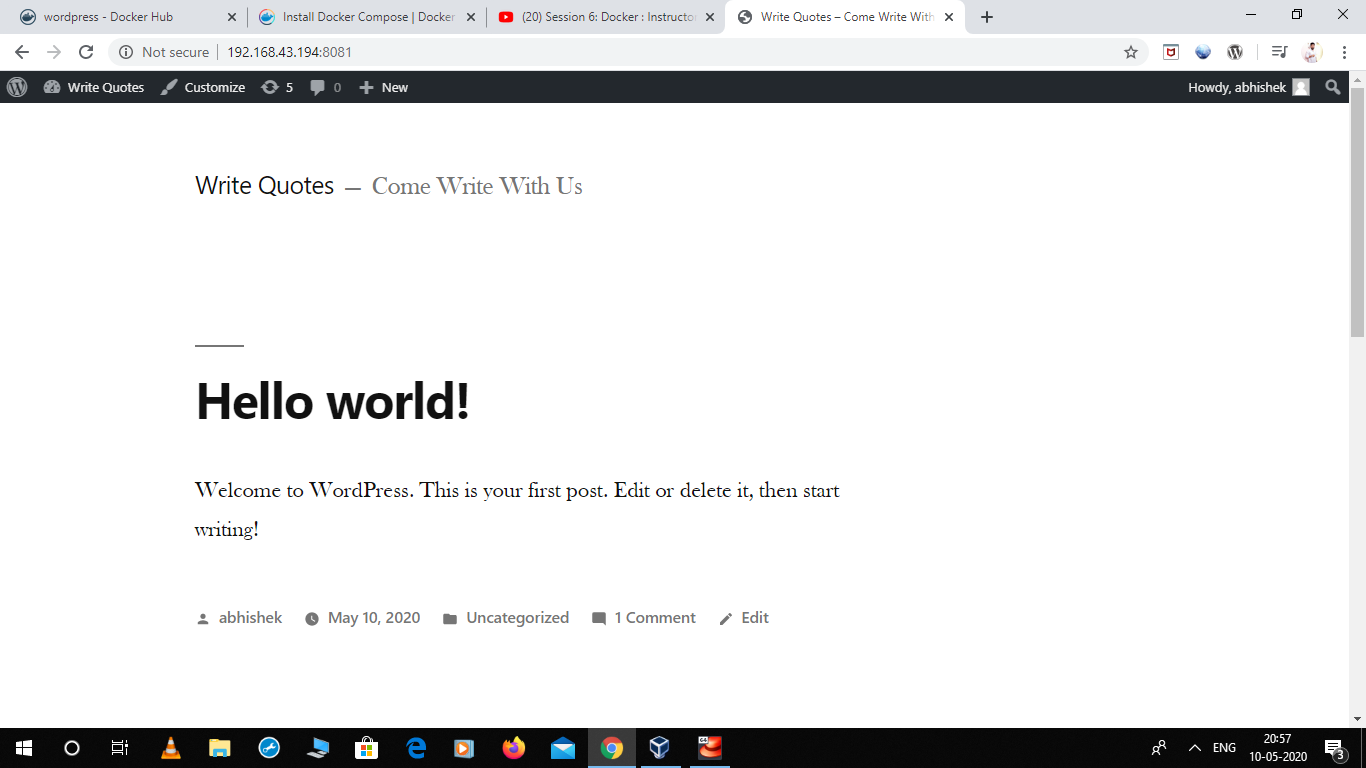 wordpress - Docker Hub
Install Docker Compose | Docker
(20) Session 6: Docker : Instructor
Write Quotes – Come Write With
Not secure 192.168.43.194:8081
Write Quotes Customize 5 0 New Howdy, abhishek
Write Quotes — Come Write With Us
Hello world!
Welcome to WordPress. This is your first post. Edit or delete it, then start
writing!
abhishek May 10, 2020 Uncategorized 1 Comment Edit
ENG
20:57
10-05-2020
3